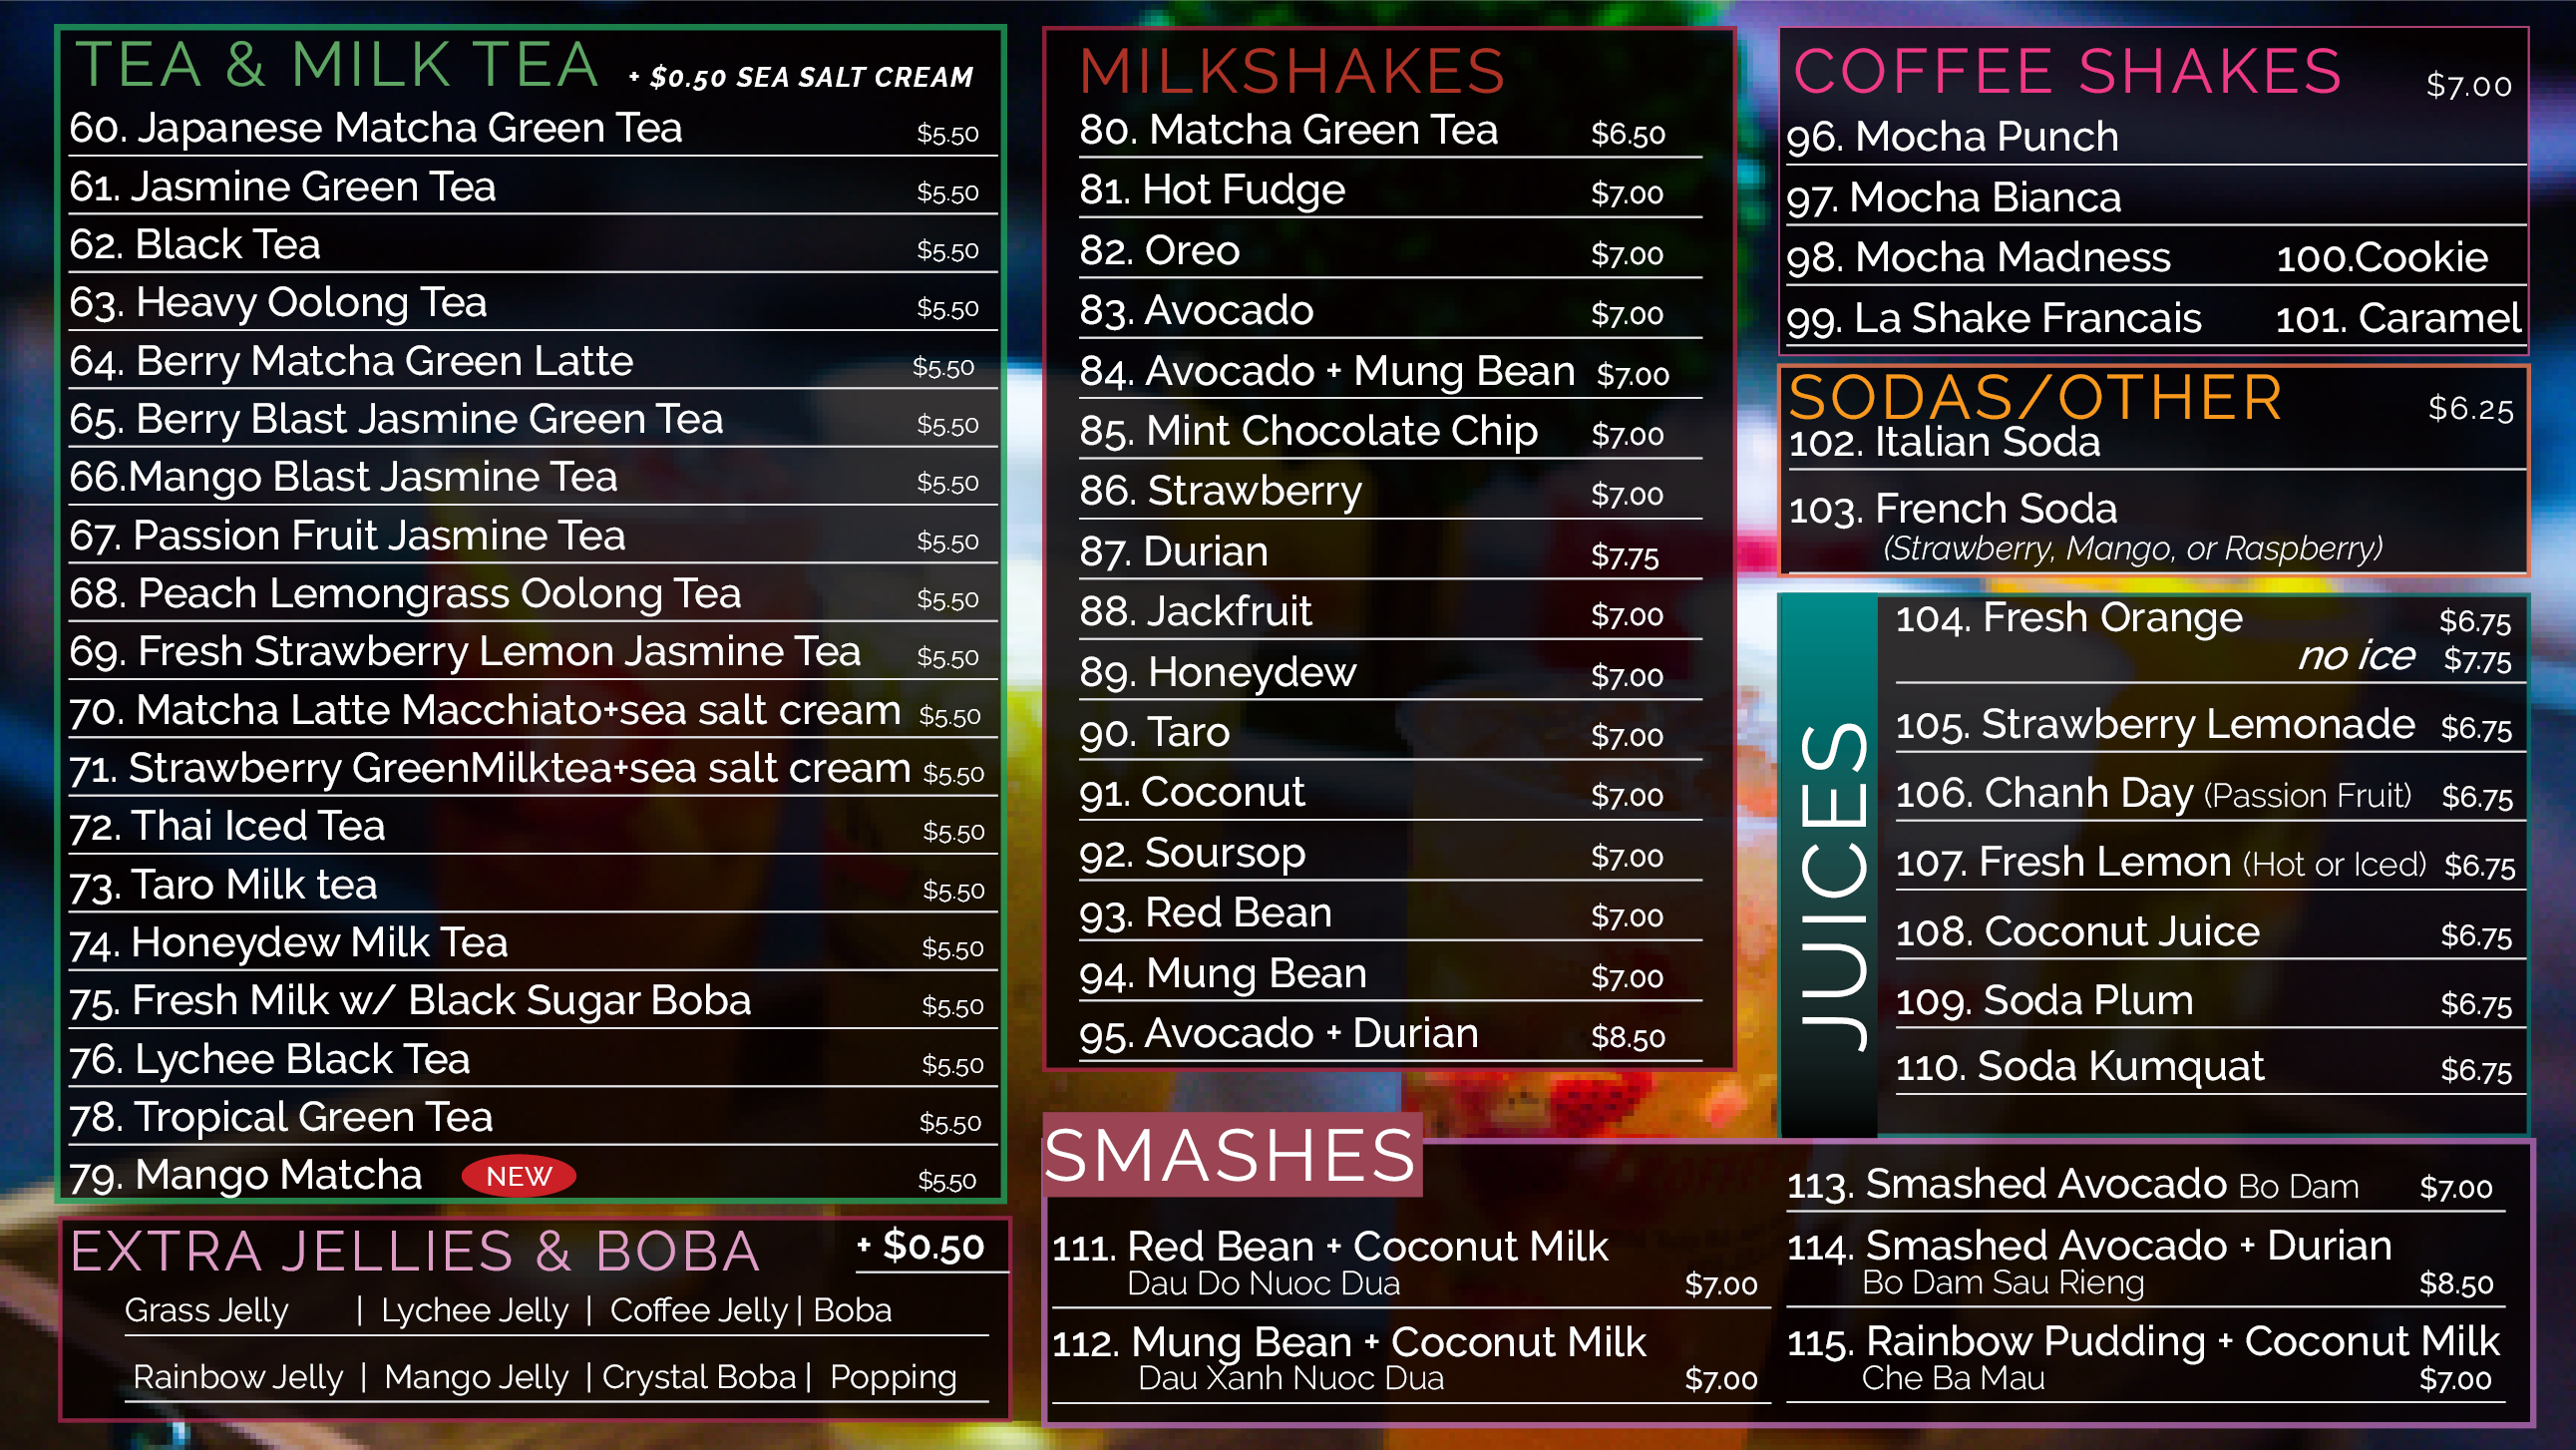 TEA & MILK TEA + $0.50 SEA SALT CREAM
60. Japanese Matcha Green Tea $5.50
61. Jasmine Green Tea $5.50
62. Black Tea $5.50
63. Heavy Oolong Tea $5.50
64. Berry Matcha Green Latte $5.50
65. Berry Blast Jasmine Green Tea $5.50
66.Mango Blast Jasmine Tea $5.50
67. Passion Fruit Jasmine Tea $5.50
68. Peach Lemongrass Oolong Tea $5.50
69. Fresh Strawberry Lemon Jasmine Tea $5.50
70. Matcha Latte Macchiato+sea salt cream $5.50
71. Strawberry GreenMilktea+sea salt cream $5.50
72. Thai Iced Tea $5.50
73. Taro Milk tea $5.50
74. Honeydew Milk Tea $5.50
75. Fresh Milk w/ Black Sugar Boba $5.50
76. Lychee Black Tea $5.50
78. Tropical Green Tea $5.50
79. Mango Matcha NEW $5.50
EXTRA JELLIES & BOBA + $0.50
Grass Jelly | Lychee Jelly | Coffee Jelly | Boba
Rainbow Jelly | Mango Jelly | Crystal Boba | Popping
MILKSHAKES
80. Matcha Green Tea $6.50
81. Hot Fudge $7.00
82. Oreo $7.00
83. Avocado $7.00
84. Avocado + Mung Bean $7.00
85. Mint Chocolate Chip $7.00
86. Strawberry $7.00
87. Durian $7.75
88. Jackfruit $7.00
89. Honeydew $7.00
90. Taro $7.00
91. Coconut $7.00
92. Soursop $7.00
93. Red Bean $7.00
94. Mung Bean $7.00
95. Avocado + Durian $8.50
COFFEE SHAKES $7.00
96. Mocha Punch
97. Mocha Bianca
98. Mocha Madness 100.Cookie
99. La Shake Francais 101. Caramel
SODAS/OTHER $6.25
102. Italian Soda
103. French Soda
(Strawberry, Mango, or Raspberry)
JUICES
104. Fresh Orange $6.75
no ice $7.75
105. Strawberry Lemonade $6.75
106. Chanh Day (Passion Fruit) $6.75
107. Fresh Lemon (Hot or Iced) $6.75
108. Coconut Juice $6.75
109. Soda Plum $6.75
110. Soda Kumquat $6.75
SMASHES
111. Red Bean + Coconut Milk
Dau Do Nuoc Dua $7.00
112. Mung Bean + Coconut Milk
Dau Xanh Nuoc Dua $7.00
113. Smashed Avocado Bo Dam $7.00
114. Smashed Avocado + Durian
Bo Dam Sau Rieng $8.50
115. Rainbow Pudding + Coconut Milk
Che Ba Mau $7.00